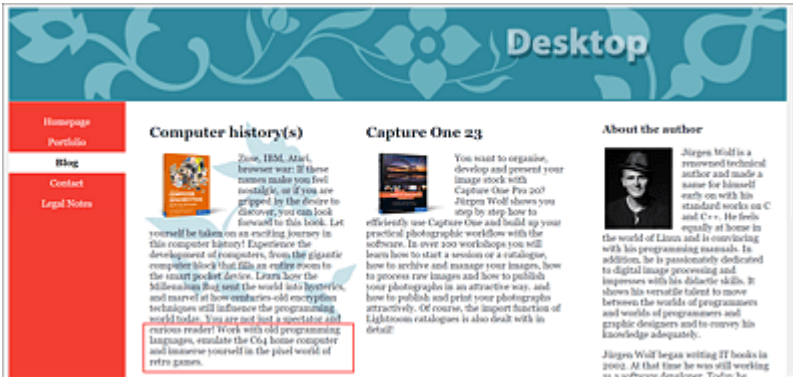 Desktop
Homepage
Portfolio
Blog
Contact
Legal Notes
Computer history(s)
Zuse, IBM, Atari,
browser war: If these
names make you feel
nostalgic, or if you are
gripped by the desire to
discover, you can look
forward to this book. Let
yourself be taken on an exciting journey in
this computer history! Experience the
development of computers, from the gigantic
computer block that fills an entire room to
the smart pocket device. Learn how the
Millennium Bug sent the world into hysterics,
and marvel at how centuries-old encryption
techniques still influence the programming
world today. You are not just a spectator and
curious reader! Work with old programming
languages, emulate the C64 home computer
and immerse yourself in the pixel world of
retro games.
Capture One 23
You want to organise,
develop and present your
image stock with
Capture One Pro 20?
Jürgen Wolf shows you
step by step how to
efficiently use Capture One and build up your
practical photographic workflow with the
software. In over 200 workshops you will
learn how to start a session or a catalogue,
how to archive and manage your images, how
to process raw images and how to publish
your photographs in an attractive way. and
how to publish and print your photographs
attractively. Of course, the import function of
Lightroom catalogues is also dealt with in
detail!
About the author
Jürgen Wolf is a
renowned technical
author and made a
name for himself
early on with his
standard works on C
and C++. He feels
equally at home in
the world of Linux and is convincing
with his programming manuals. In
addition, he is passionately dedicated
to digital image processing and
impresses with his didactic skills. It
shows his versatile talent to move
between the worlds of programmers
and worlds of programmers and
graphic designers and to convey his
knowledge adequately.
Jürgen Wolf began writing IT books in
2002. At that time he was still working
as a software developer. Today he